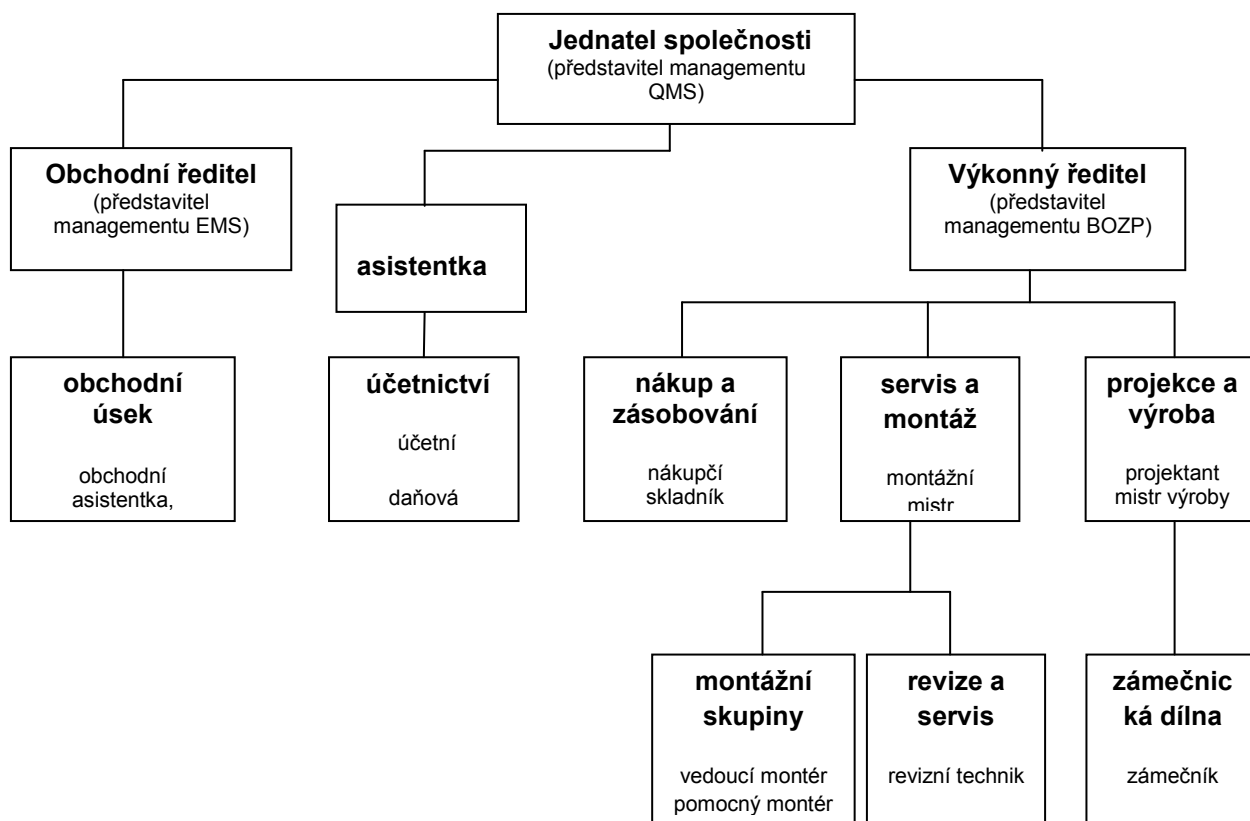 Jednatel společnosti
(představitel managementu
QMS)
Obchodní ředitel
(představitel
managementu EMS)
Výkonný ředitel
(představitel
managementu BOZP)
asistentka
obchodní
úsek
obchodní
asistentka,
účetnictví
účetní
daňová
nákup a
zásobování
nákupčí
skladník
servis a
montáž
montážní
mistr
projekce a
výroba
projektant
mistr výroby
montážní
skupiny
vedoucí montér
pomocný montér
revize a
servis
revizní technik
zámečnic
ká dílna
zámečník